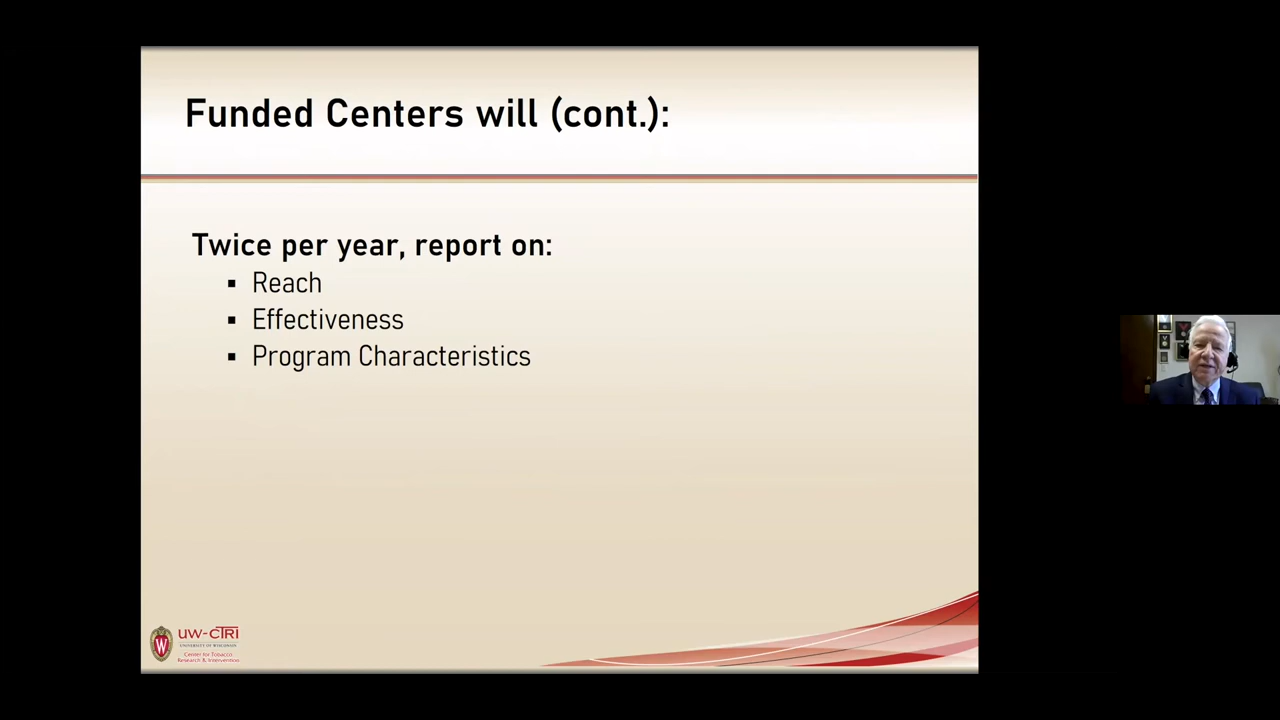 Funded Centers will (cont.):
Twice per year, report on:
▪ Reach
▪ Effectiveness
▪ Program Characteristics
W
UW-CTRI
UNIVERSITY OF WISCONSIN
Center for Tobacco
Research & Intervention